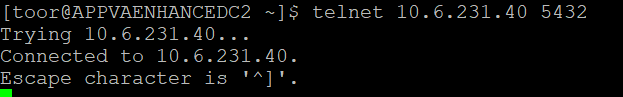 [toor@APPVAENHANCEDC2 ~]$ telnet 10.6.231.40 5432
Trying 10.6.231.40...
Connected to 10.6.231.40.
Escape character is '^]'.